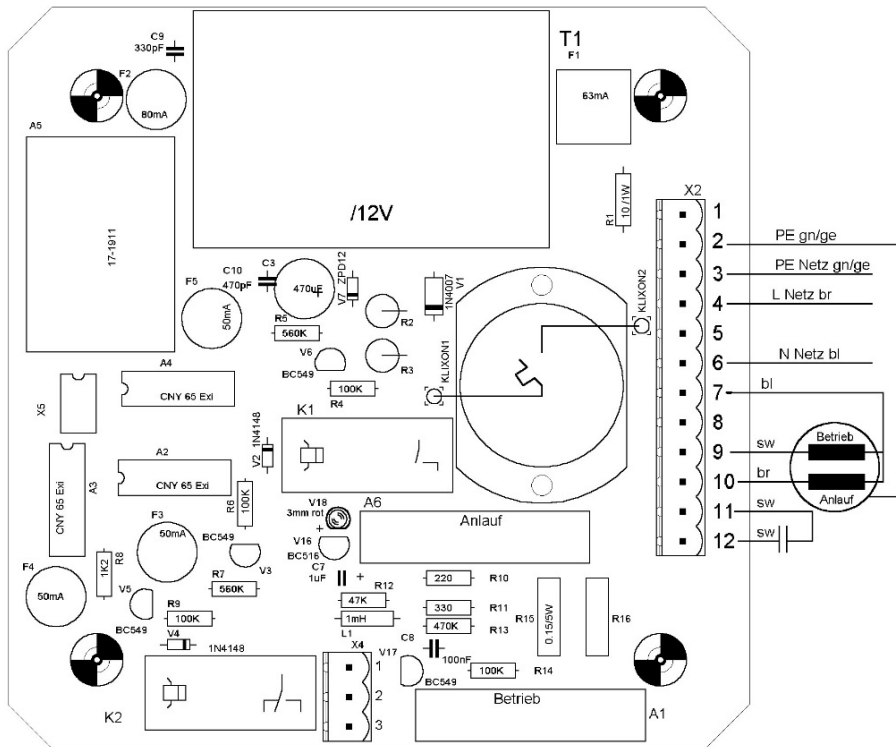 C9
330pF
F2
80mA
T1
F1
63mA
A5
17-1911
/12V
R1
10 /1W
X2
1
2
3
4
5
6
7
8
9
10
11
12
PE gn/ge
PE Netz gn/ge
L Netz br
N Netz bl
bl
sw
br
sw
sw
Betrieb
Anlauf
C10
470pF
C3
470uF
+
V7
ZPD12
V1
1N4007
KLIXON2
KLIXON1
F5
50mA
R5
560K
R2
R3
V6
BC549
100K
R4
A4
CNY 65 Exi
X5
K1
V2
1N4148
A2
CNY 65 Exi
CNY 65 Exi
A3
R6
100K
V18
3mm rot
+
V16
BC516
A6
Anlauf
F3
50mA
BC549
V3
C7
1uF
+
F4
50mA
1K2
R8
R7
560K
R12
47K
1mH
L1
220
R10
330
R11
470K
R13
R15
0,15/5W
R16
V5
BC549
R9
100K
V4
1N4148
X4
1
2
3
V17
BC549
C8
100nF
100K
R14
K2
Betrieb
A1